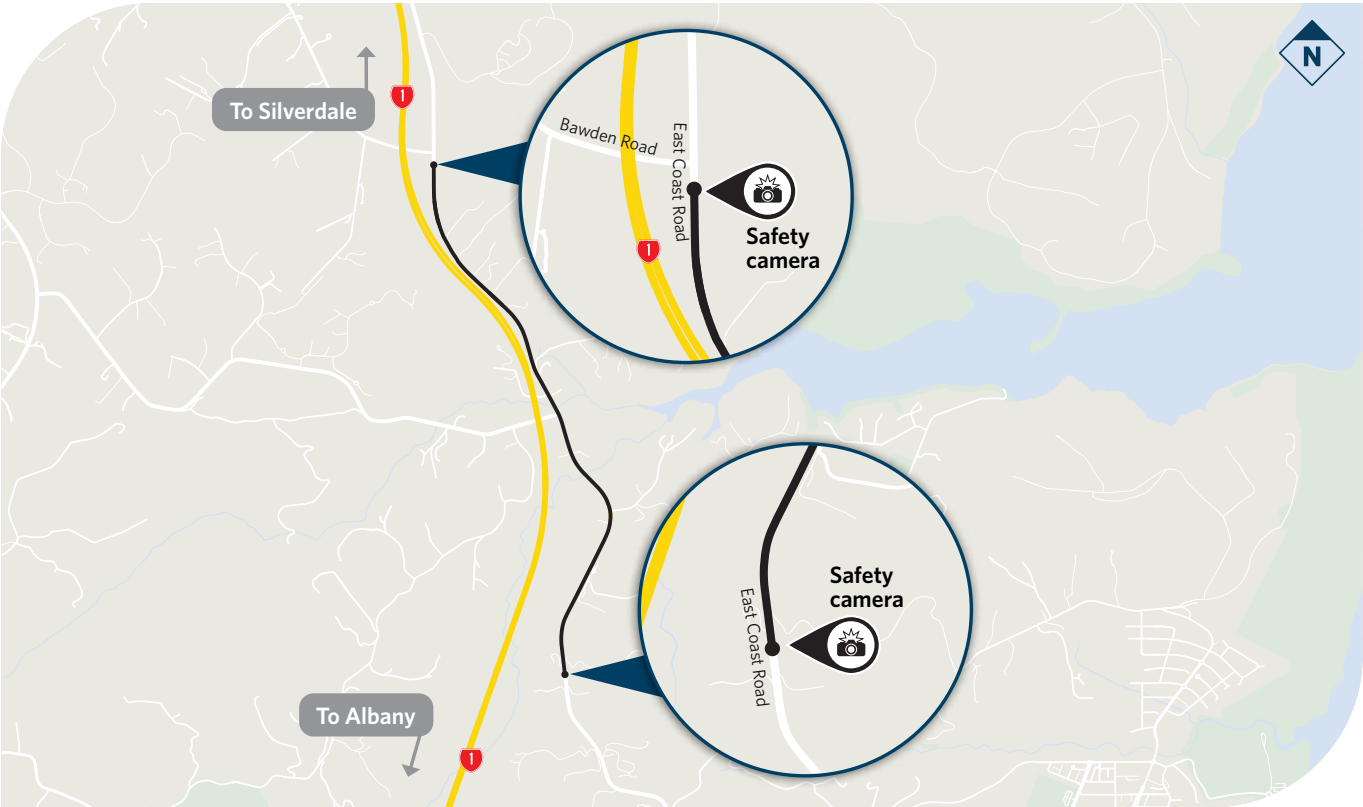 N
To Silverdale
1
Bawden Road
East Coast Road
Safety
camera
1
Safety
camera
East Coast Road
To Albany
1